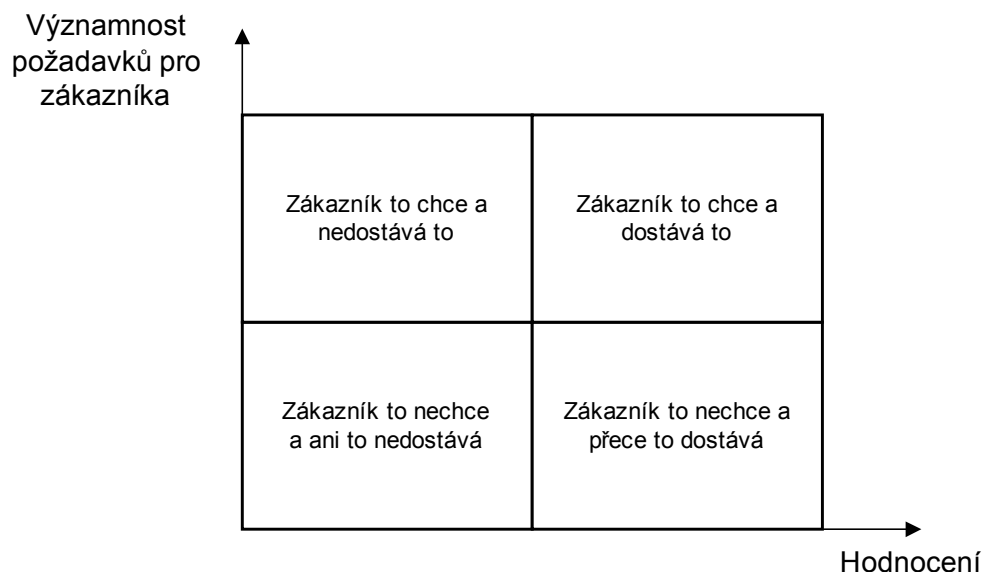 Významnost
požadavků pro
zákazníka
Zákazník to chce a
nedostává to
Zákazník to chce a
dostává to
Zákazník to nechce
a ani to nedostává
Zákazník to nechce a
přece to dostává
Hodnocení